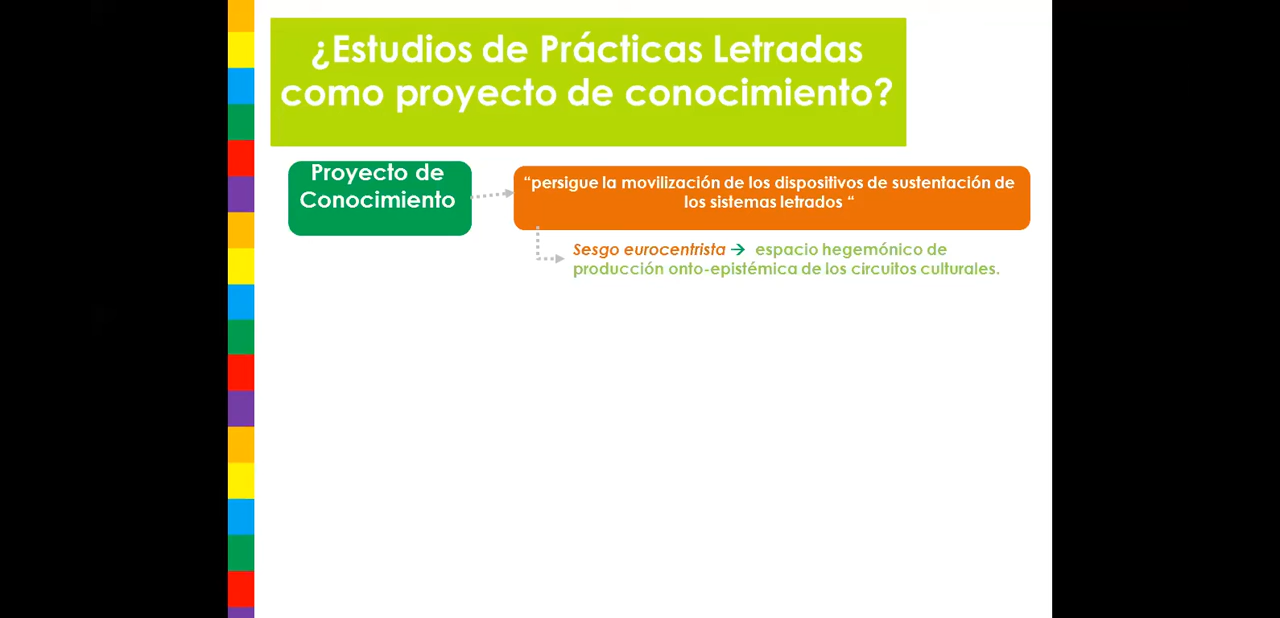 ¿Estudios de Prácticas Letradas
como proyecto de conocimiento?
Proyecto de
Conocimiento
“persigue la movilización de los dispositivos de sustentación de
los sistemas letrados “
Sesgo eurocentrista → espacio hegemónico de
producción onto-epistémica de los circuitos culturales.